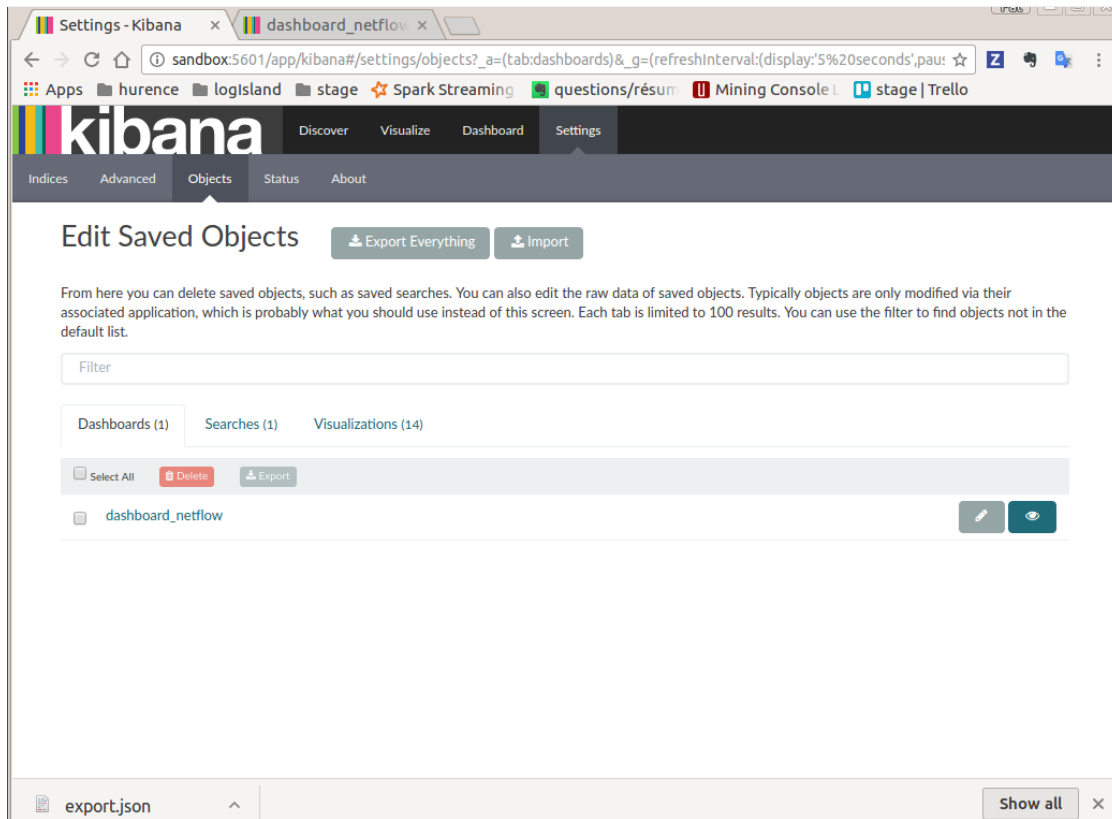 Settings - Kibana
dashboard_netflow
sandbox:5601/app/kibana#/settings/objects?_a=(tab:dashboards)&_g=(refreshInterval:(display:'5%20seconds',paus
Apps hurence logIsland stage Spark Streaming questions/résum Mining Console L stage | Trello
kibana Discover Visualize Dashboard Settings
Indices Advanced Objects Status About
Edit Saved Objects Export Everything Import
From here you can delete saved objects, such as saved searches. You can also edit the raw data of saved objects. Typically objects are only modified via their
associated application, which is probably what you should use instead of this screen. Each tab is limited to 100 results. You can use the filter to find objects not in the
default list.
Filter
Dashboards (1) Searches (1) Visualizations (14)
Select All Delete Export
dashboard_netflow
export.json Show all